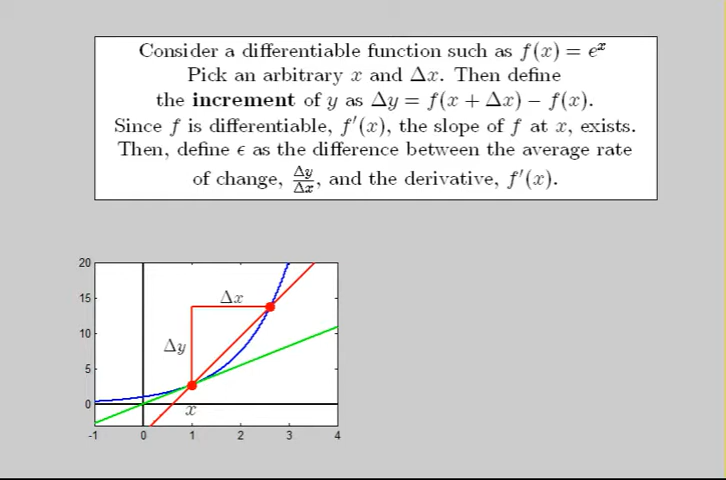 Consider a differentiable function such as f(x) = eˣ
Pick an arbitrary x and Δx. Then define
the increment of y as Δy = f(x + Δx) − f(x).
Since f is differentiable, f′(x), the slope of f at x, exists.
Then, define ϵ as the difference between the average rate
of change, Δy/Δx, and the derivative, f′(x).
20
15
Δx
10
Δy
5
0
x
-1 0 1 2 3 4